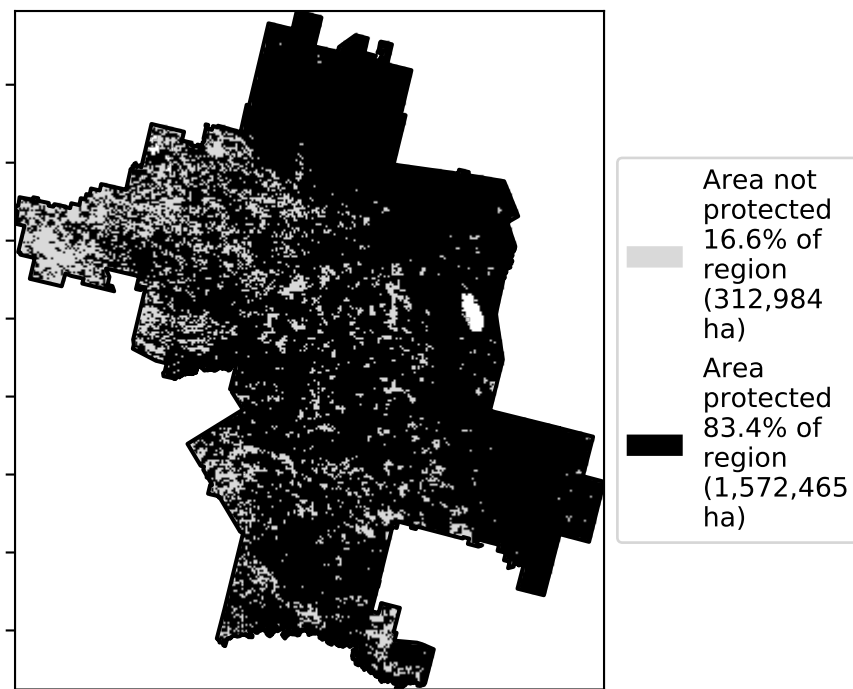 Area not
protected
16.6% of
region
(312,984
ha)
Area
protected
83.4% of
region
(1,572,465
ha)